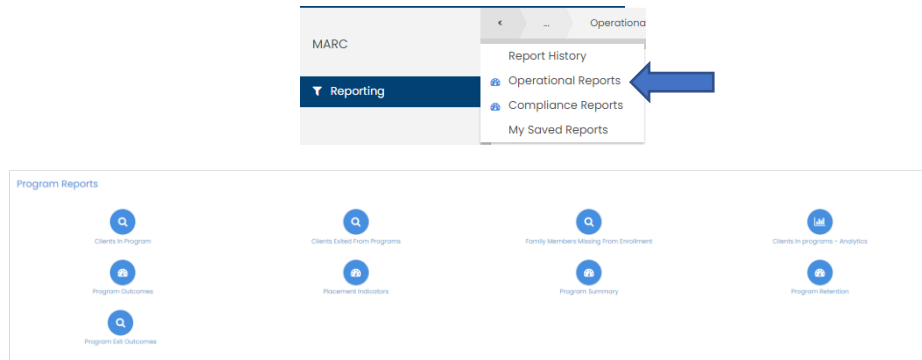 < ... Operationa
MARC
Report History
Operational Reports
Reporting
Compliance Reports
My Saved Reports
Program Reports
Clients In Program Clients Exited From Programs Family Members Missing From Enrollment Clients In programs - Analytics
Program Outcomes Placement Indicators Program Summary Program Retention
Program Exit Outcomes